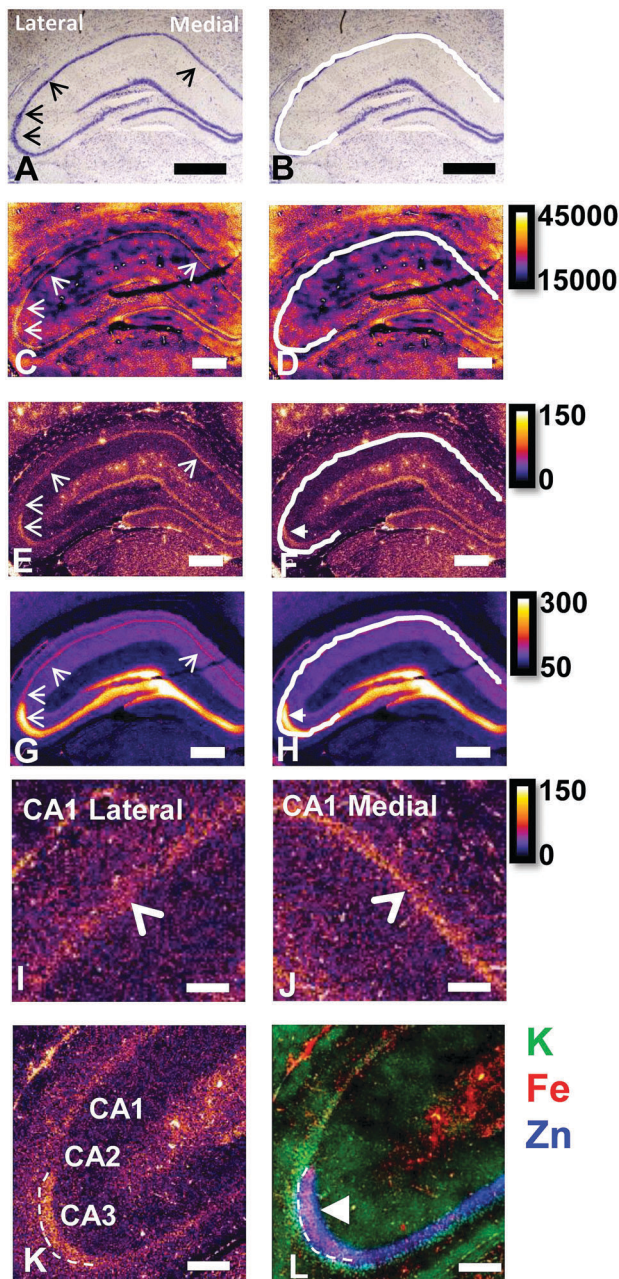 Lateral Medial
A
B
C
D
45000
15000
E
F
150
0
G
H
300
50
CA1 Lateral
I
CA1 Medial
J
150
0
CA1
CA2
CA3
K
L
K
Fe
Zn